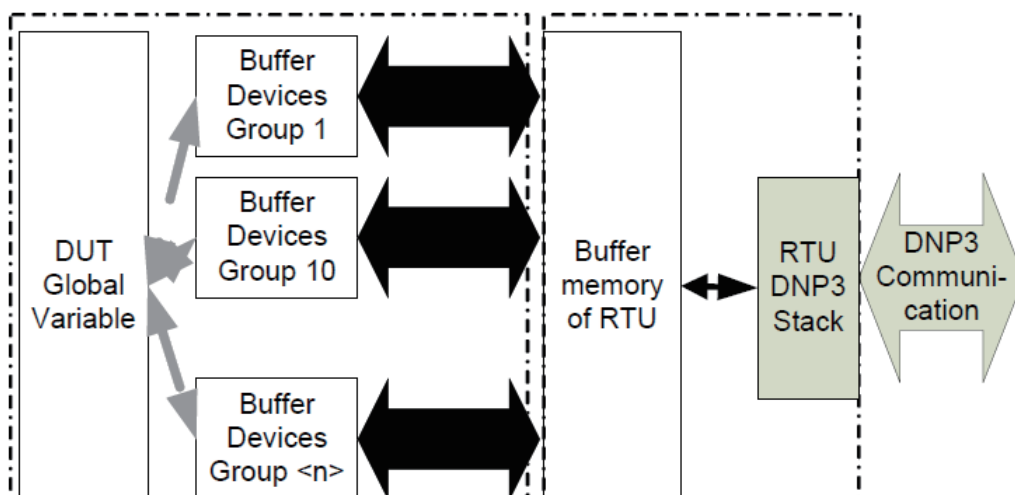 DUT
Global
Variable
Buffer
Devices
Group 1
Buffer
Devices
Group 10
Buffer
Devices
Group <n>
Buffer
memory
of RTU
RTU
DNP3
Stack
DNP3
Communi-
cation